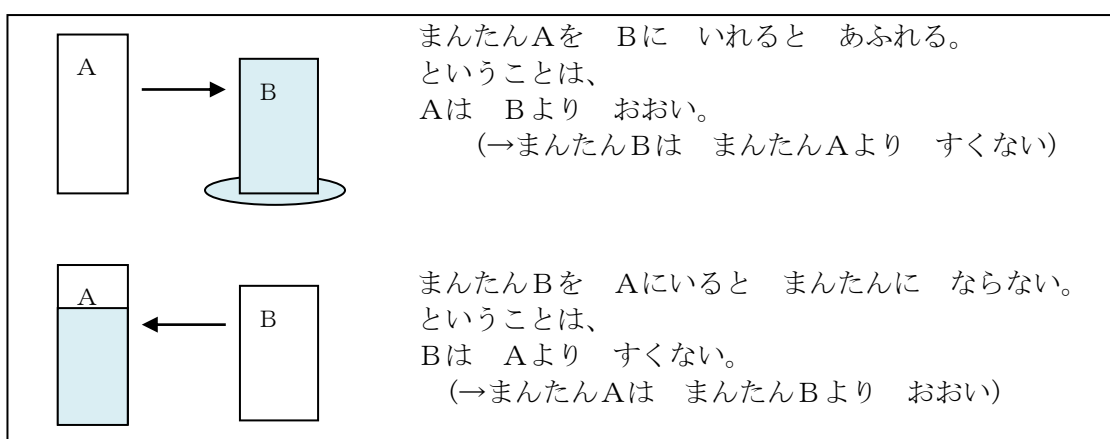 A
B
まんたんAを　Bに　いれると　あふれる。
ということは、
Aは　Bより　おおい。
(→まんたんBは　まんたんAより　すくない)
A
B
まんたんBを　Aにいると　まんたんに　ならない。
ということは、
Bは　Aより　すくない。
(→まんたんAは　まんたんBより　おおい)